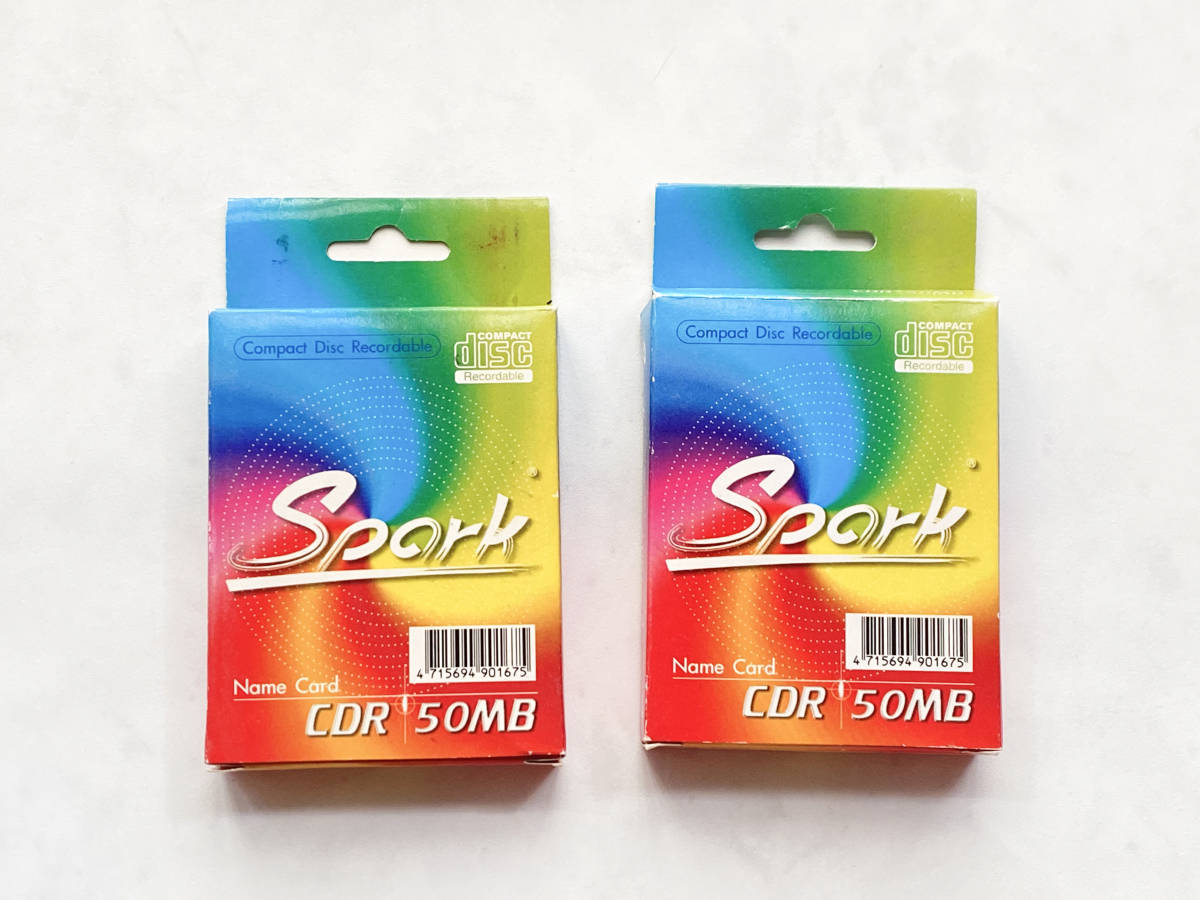 Compact Disc Recordable
COMPACT
disc
Recordable
Spark®
4 715694 901675
Name Card
CDR 50MB
Compact Disc Recordable
COMPACT
disc
Recordable
Spark®
4 715694 901675
Name Card
CDR 50MB